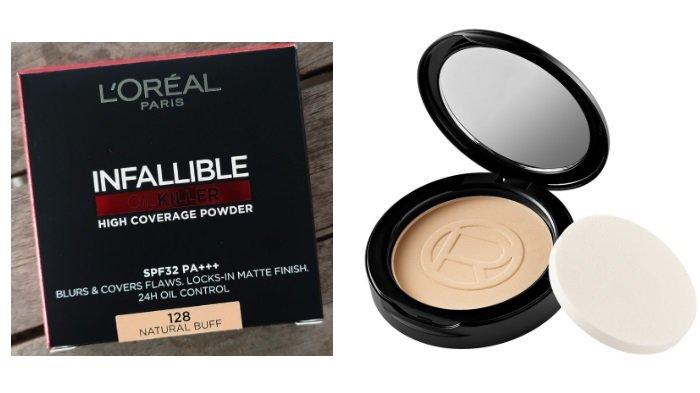 L'ORÉAL
PARIS
INFALLIBLE
OIL KILLER
HIGH COVERAGE POWDER
SPF32 PA+++
BLURS & COVERS FLAWS. LOCKS-IN MATTE FINISH.
24H OIL CONTROL
128
NATURAL BUFF